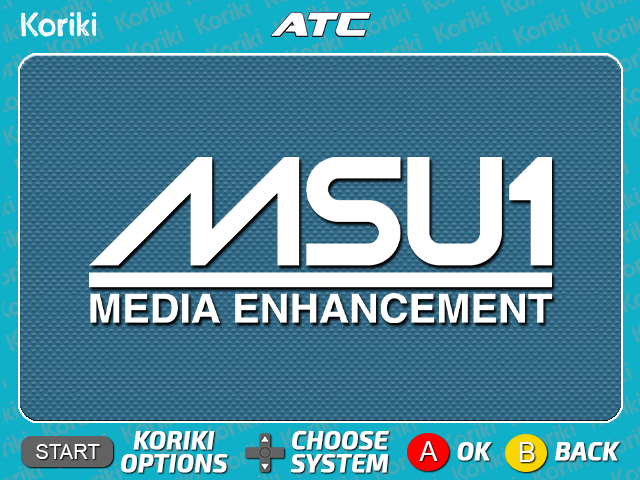 Koriki
ATC
MSU1
MEDIA ENHANCEMENT
START
KORIKI
OPTIONS
CHOOSE
SYSTEM
A
OK
B
BACK